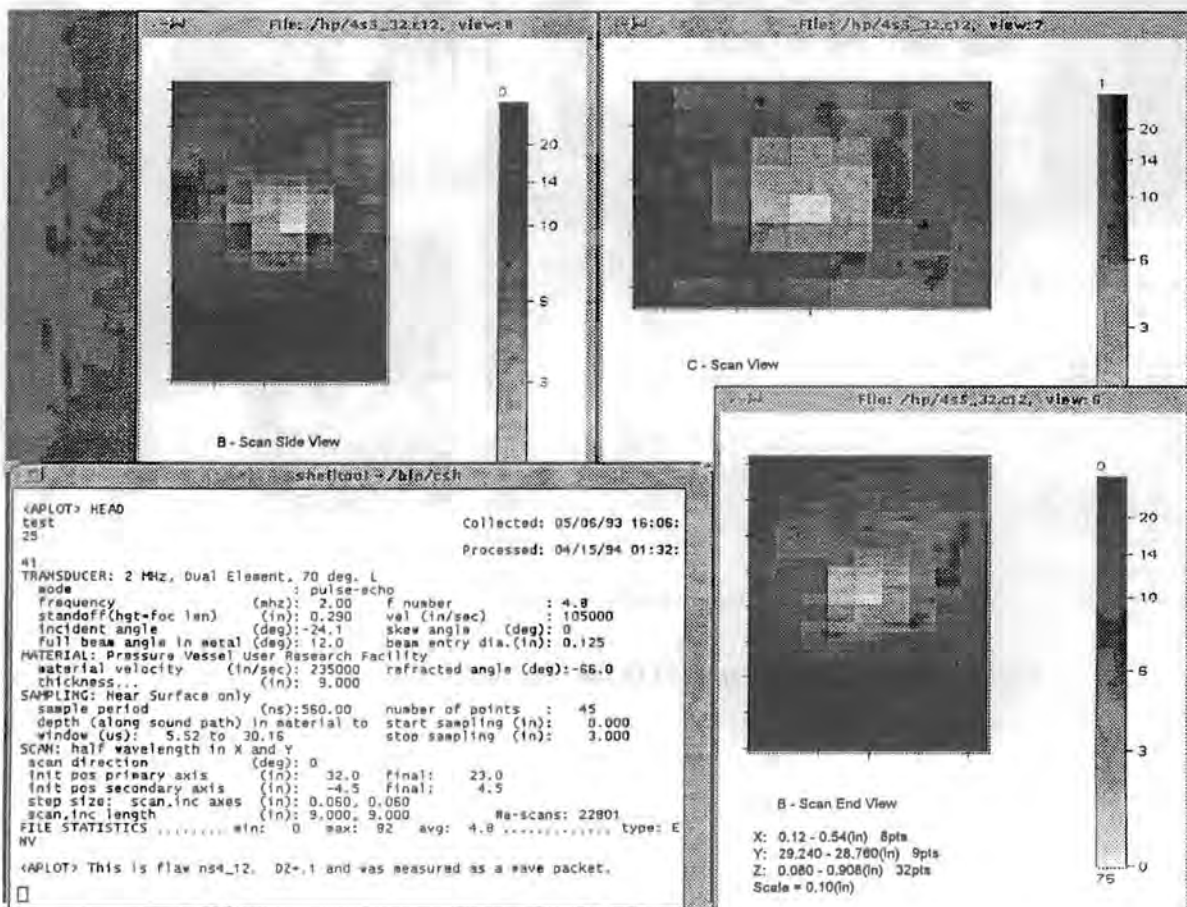 File: /hp/4s5_32.c12, view: 8
0
20
14
10
6
3
B - Scan Side View
File: /hp/4s5_32.c12, view: 7
1
20
14
10
6
3
0
C - Scan View
File: /hp/4s5_32.c12, view: 6
0
20
14
10
6
3
0
75
B - Scan End View
X: 0.12 - 0.54(in) 8pts
Y: 29.240 - 28.760(in) 9pts
Z: 0.080 - 0.908(in) 32pts
Scale = 0.10(in)
shelltool - /bin/csh
<APLOT> HEAD
test Collected: 05/06/93 16:06:
25
Processed: 04/15/94 01:32:
41
TRANSDUCER: 2 MHz, Dual Element, 70 deg. L
mode : pulse-echo
frequency (mhz): 2.00 f number : 4.8
standoff(hgt+foc len) (in): 0.290 vel (in/sec) : 105000
incident angle (deg):-24.1 skew angle (deg): 0
full beam angle in metal (deg): 12.0 beam entry dia.(in): 0.125
MATERIAL: Pressure Vessel User Research Facility
material velocity (in/sec): 235000 refracted angle (deg):-66.0
thickness... (in): 9.000
SAMPLING: Near Surface only
sample period (ns):560.00 number of points : 45
depth (along sound path) in material to start sampling (in): 0.000
window (us): 5.52 to 30.16 stop sampling (in): 3.000
SCAN: half wavelength in X and Y
scan direction (deg): 0
init pos primary axis (in): 32.0 Final: 23.0
init pos secondary axis (in): -4.5 Final: 4.5
step size: scan,inc axes (in): 0.060, 0.060
scan,inc length (in): 9.000, 9.000 #a-scans: 22801
FILE STATISTICS ........ min: 0 max: 92 avg: 4.8 ............. type: E
NV
<APLOT> This is flaw ns4_12. DZ=.1 and was measured as a wave packet.